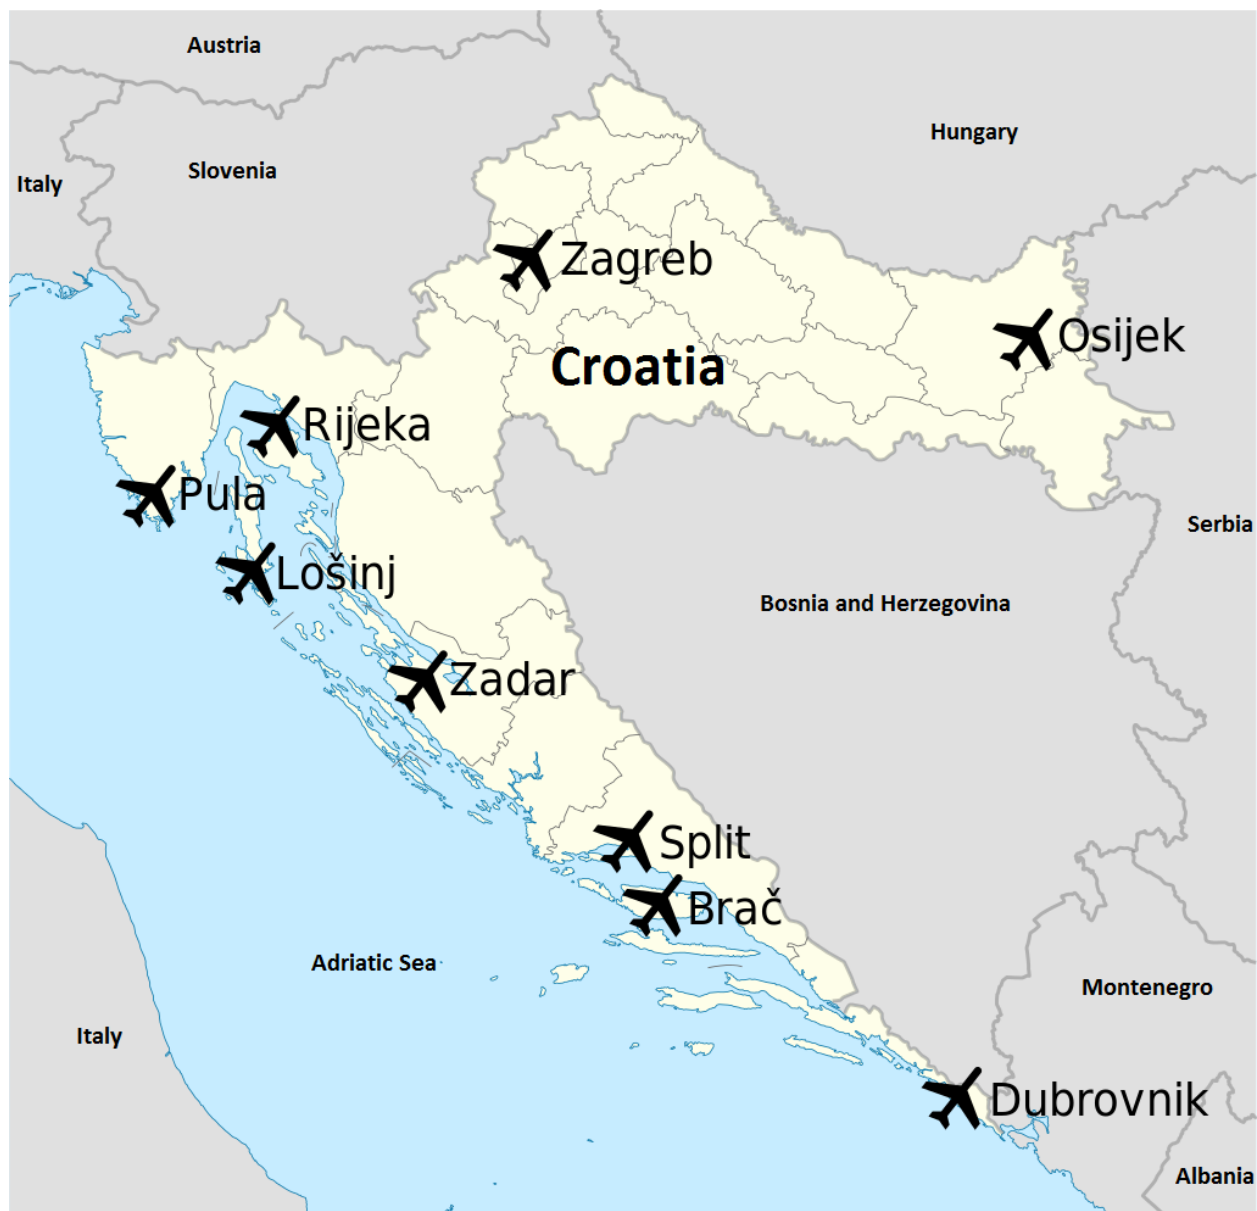 Austria
Hungary
Slovenia
Italy
Zagreb
Osijek
Croatia
Rijeka
Pula
Serbia
Lošinj
Bosnia and Herzegovina
Zadar
Split
Brač
Adriatic Sea
Montenegro
Italy
Dubrovnik
Albania